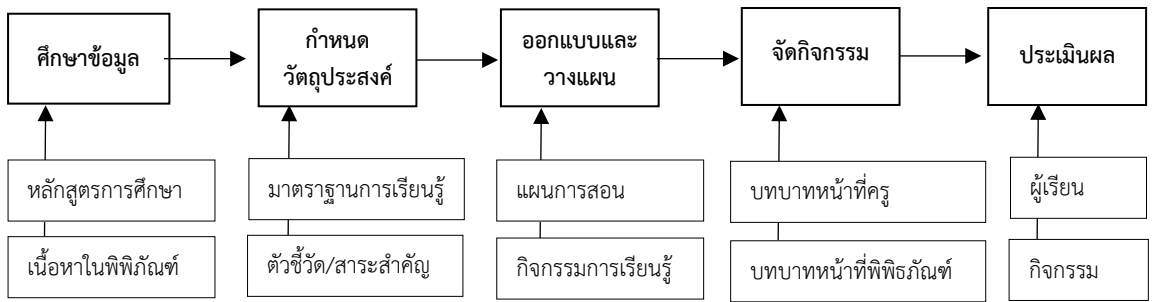 ศึกษาข้อมูล
กำหนด
วัตถุประสงค์
ออกแบบและ
วางแผน
จัดกิจกรรม
ประเมินผล
หลักสูตรการศึกษา
มาตราฐานการเรียนรู้
แผนการสอน
บทบาทหน้าที่ครู
ผู้เรียน
เนื้อหาในพิพิภัณฑ์
ตัวชี้วัด/สาระสำคัญ
กิจกรรมการเรียนรู้
บทบาทหน้าที่พิพิธภัณฑ์
กิจกรรม